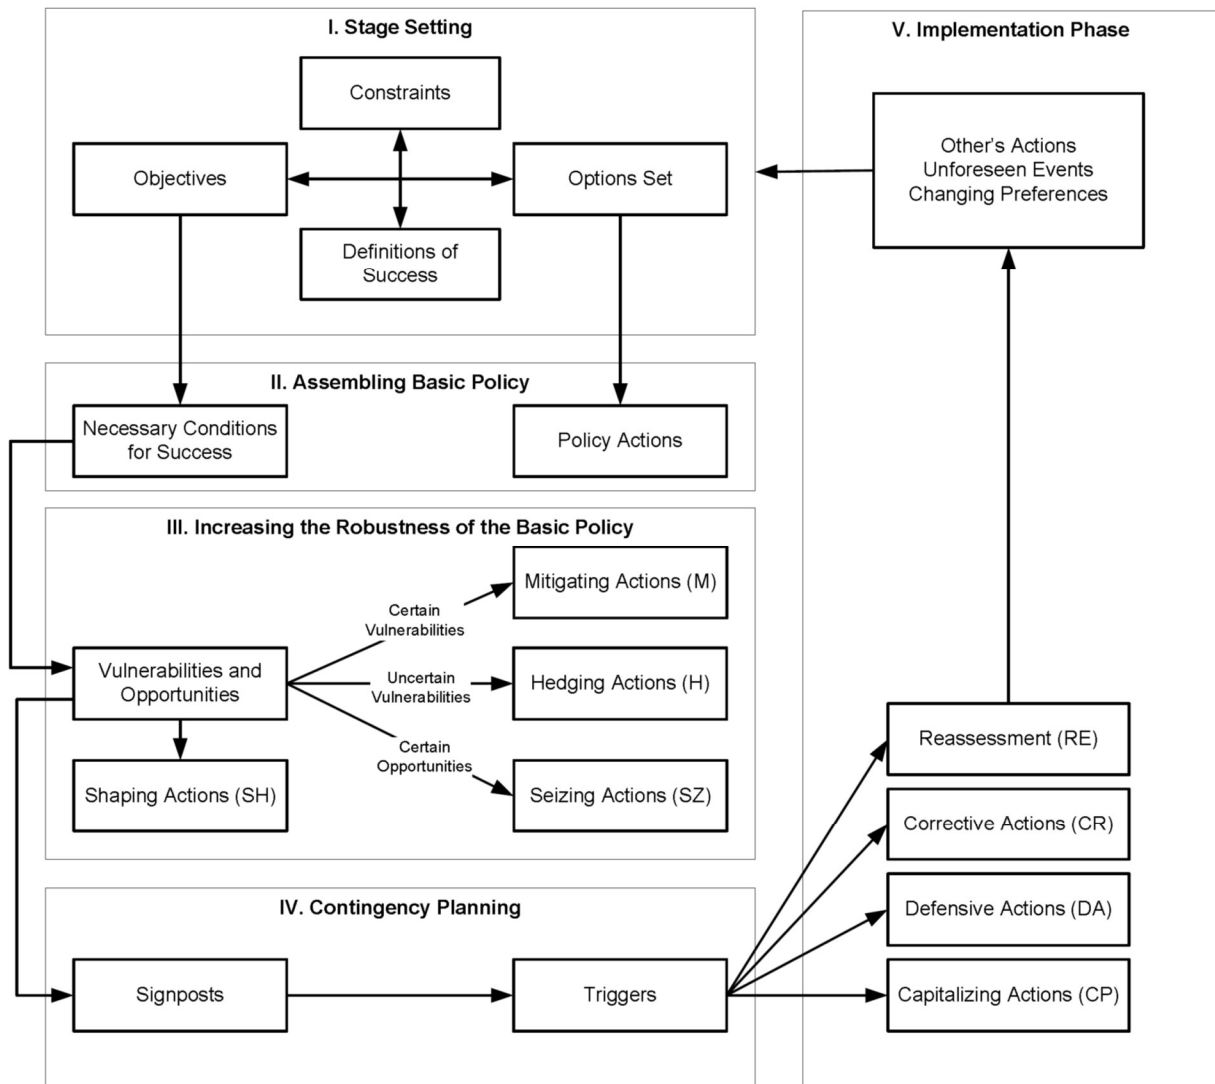 I. Stage Setting
Constraints
Objectives
Options Set
Definitions of
Success
II. Assembling Basic Policy
Necessary Conditions
for Success
Policy Actions
III. Increasing the Robustness of the Basic Policy
Mitigating Actions (M)
Certain
Vulnerabilities
Vulnerabilities and
Opportunities
Uncertain
Vulnerabilities
Hedging Actions (H)
Certain
Opportunities
Shaping Actions (SH)
Seizing Actions (SZ)
IV. Contingency Planning
Signposts
Triggers
V. Implementation Phase
Other's Actions
Unforeseen Events
Changing Preferences
Reassessment (RE)
Corrective Actions (CR)
Defensive Actions (DA)
Capitalizing Actions (CP)